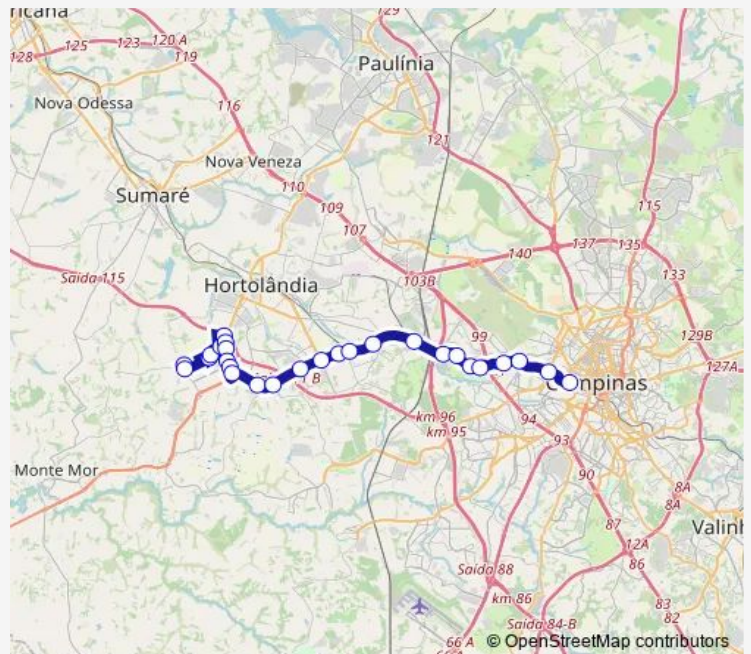 ricana
129
125
123
120 A
128
119
Paulínia
Nova Odessa
116
121
Nova Veneza
110
Sumaré
109
115
107
140
137
135
Saída 115
103B
133
Hortolândia
99
129B
127A
B
Campinas
km 96
km 95
94
93
Monte Mor
90
8A
8A
87
Valinh
12A
86
Saída 88
km 86
83
Saída 84-B
82
66 A
© OpenStreetMap contributors